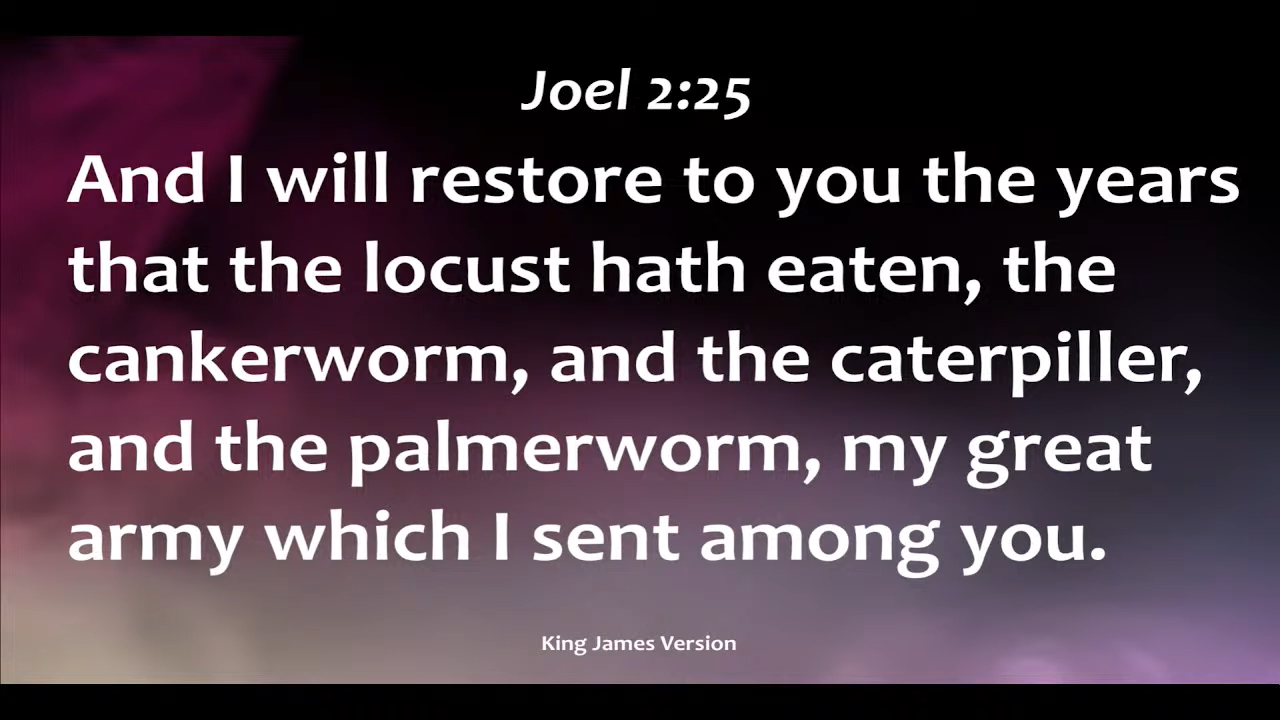 Joel 2:25
And I will restore to you the years
that the locust hath eaten, the
cankerworm, and the caterpiller,
and the palmerworm, my great
army which I sent among you.
King James Version